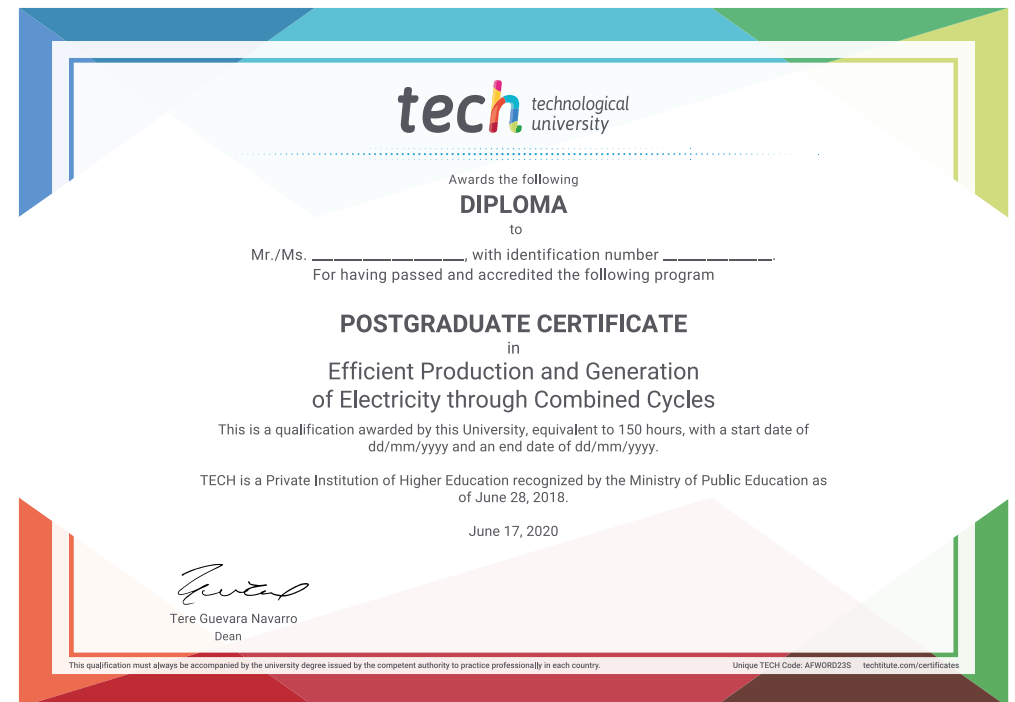 tech technological
university
Awards the following
DIPLOMA
to
Mr./Ms. ____________________, with identification number ______________.
For having passed and accredited the following program
POSTGRADUATE CERTIFICATE
in
Efficient Production and Generation
of Electricity through Combined Cycles
This is a qualification awarded by this University, equivalent to 150 hours, with a start date of
dd/mm/yyyy and an end date of dd/mm/yyyy.
TECH is a Private Institution of Higher Education recognized by the Ministry of Public Education as
of June 28, 2018.
June 17, 2020
Tere Guevara Navarro
Dean
This qualification must always be accompanied by the university degree issued by the competent authority to practice professionally in each country. Unique TECH Code: AFWORD23S techtitute.com/certificates